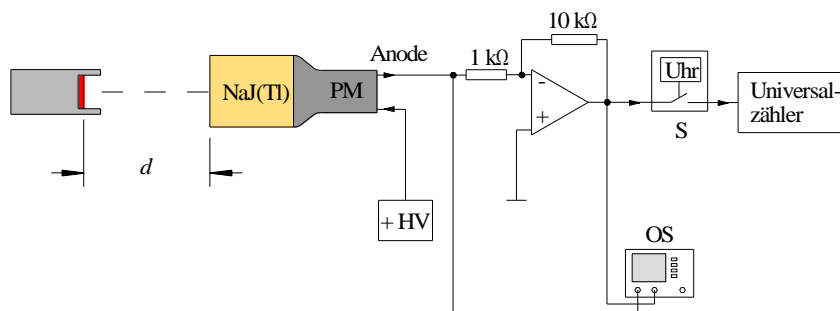 10 kΩ
Anode
1 kΩ
Uhr
NaJ(Tl)
PM
-
+
Universal-
zähler
S
d
+ HV
OS